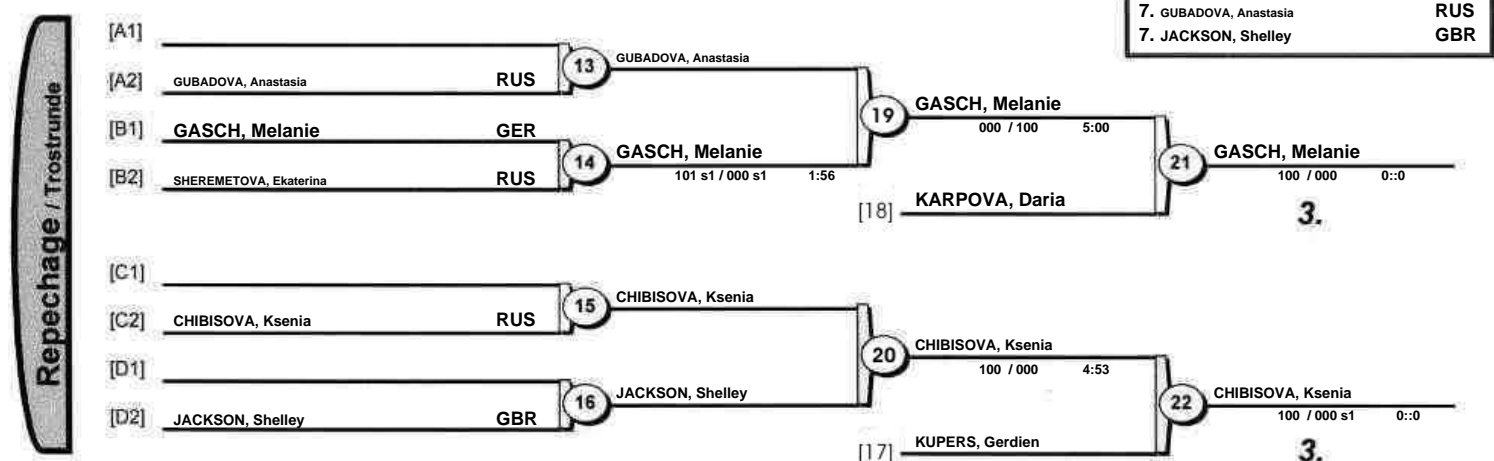 7. GUBADOVA, Anastasia RUS
7. JACKSON, Shelley GBR
Repechage / Trostrunde
[A1]
[A2] GUBADOVA, Anastasia RUS
13 GUBADOVA, Anastasia
[B1] GASCH, Melanie GER
[B2] SHEREMETOVA, Ekaterina RUS
14 GASCH, Melanie
101 s1 / 000 s1 1:56
19 GASCH, Melanie
000 / 100 5:00
[18] KARPOVA, Daria
21 GASCH, Melanie
100 / 000 0::0
3.
[C1]
[C2] CHIBISOVA, Ksenia RUS
15 CHIBISOVA, Ksenia
[D1]
[D2] JACKSON, Shelley GBR
16 JACKSON, Shelley
20 CHIBISOVA, Ksenia
100 / 000 4:53
[17] KUPERS, Gerdien
22 CHIBISOVA, Ksenia
100 / 000 s1 0::0
3.